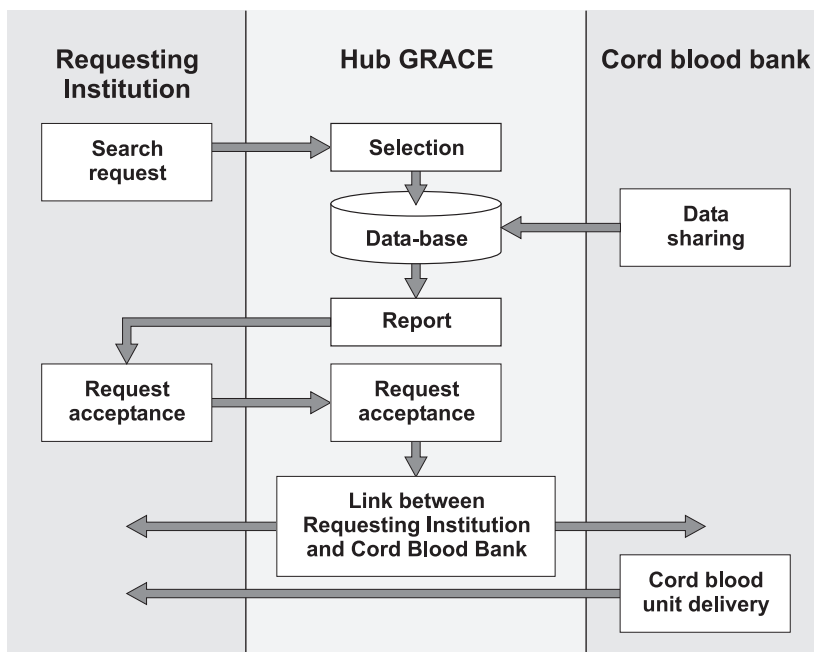 Requesting
Institution
Hub GRACE
Cord blood bank
Search
request
Selection
Data-base
Data
sharing
Report
Request
acceptance
Request
acceptance
Link between
Requesting Institution
and Cord Blood Bank
Cord blood
unit delivery